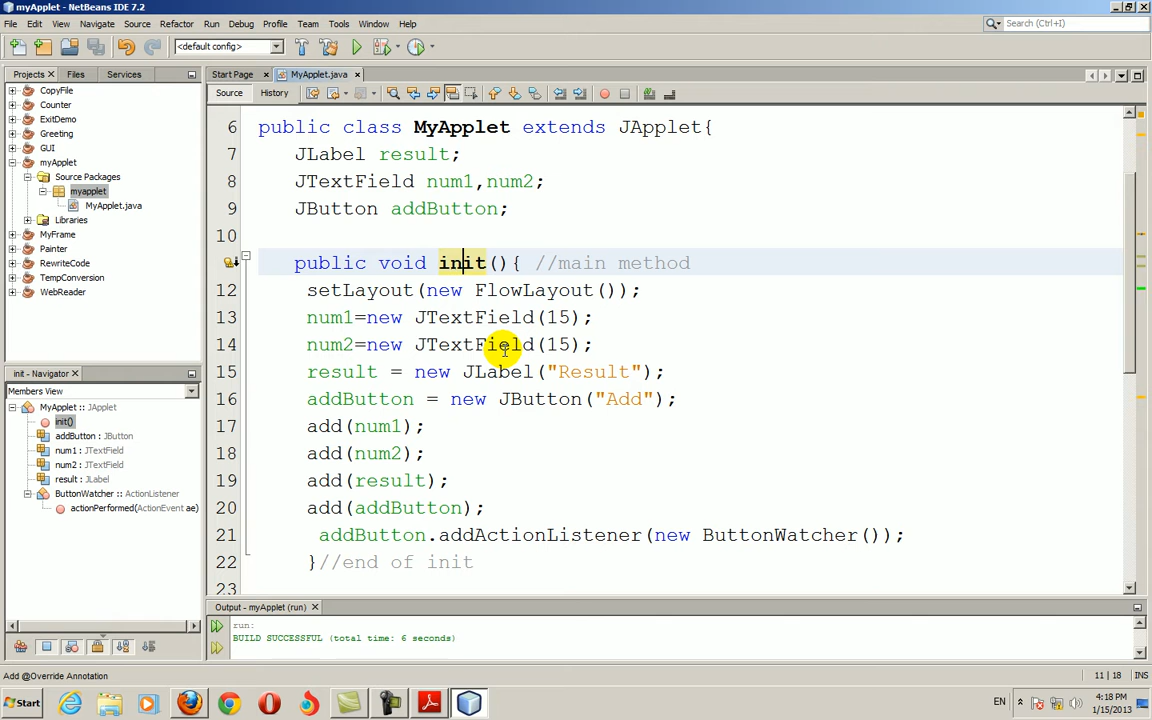 myApplet - NetBeans IDE 7.2
File Edit View Navigate Source Refactor Run Debug Profile Team Tools Window Help
<default config>
Search (Ctrl+I)
Projects Files Services
Start Page MyApplet.java
Source History
CopyFile
Counter
ExitDemo
Greeting
GUI
myApplet
Source Packages
myapplet
MyApplet.java
Libraries
MyFrame
Painter
RewriteCode
TempConversion
WebReader
6 public class MyApplet extends JApplet{
7 JLabel result;
8 JTextField num1,num2;
9 JButton addButton;
10
public void init(){ //main method
12 setLayout(new FlowLayout());
13 num1=new JTextField(15);
14 num2=new JTextField(15);
15 result = new JLabel("Result");
16 addButton = new JButton("Add");
17 add(num1);
18 add(num2);
19 add(result);
20 add(addButton);
21 addButton.addActionListener(new ButtonWatcher());
22 }//end of init
23
init - Navigator
Members View
MyApplet :: JApplet
init()
addButton : JButton
num1 : JTextField
num2 : JTextField
result : JLabel
ButtonWatcher :: ActionListener
actionPerformed(ActionEvent ae)
Output - myApplet (run)
run:
BUILD SUCCESSFUL (total time: 6 seconds)
Add @Override Annotation
11 | 18 INS
Start
EN
4:18 PM
1/15/2013